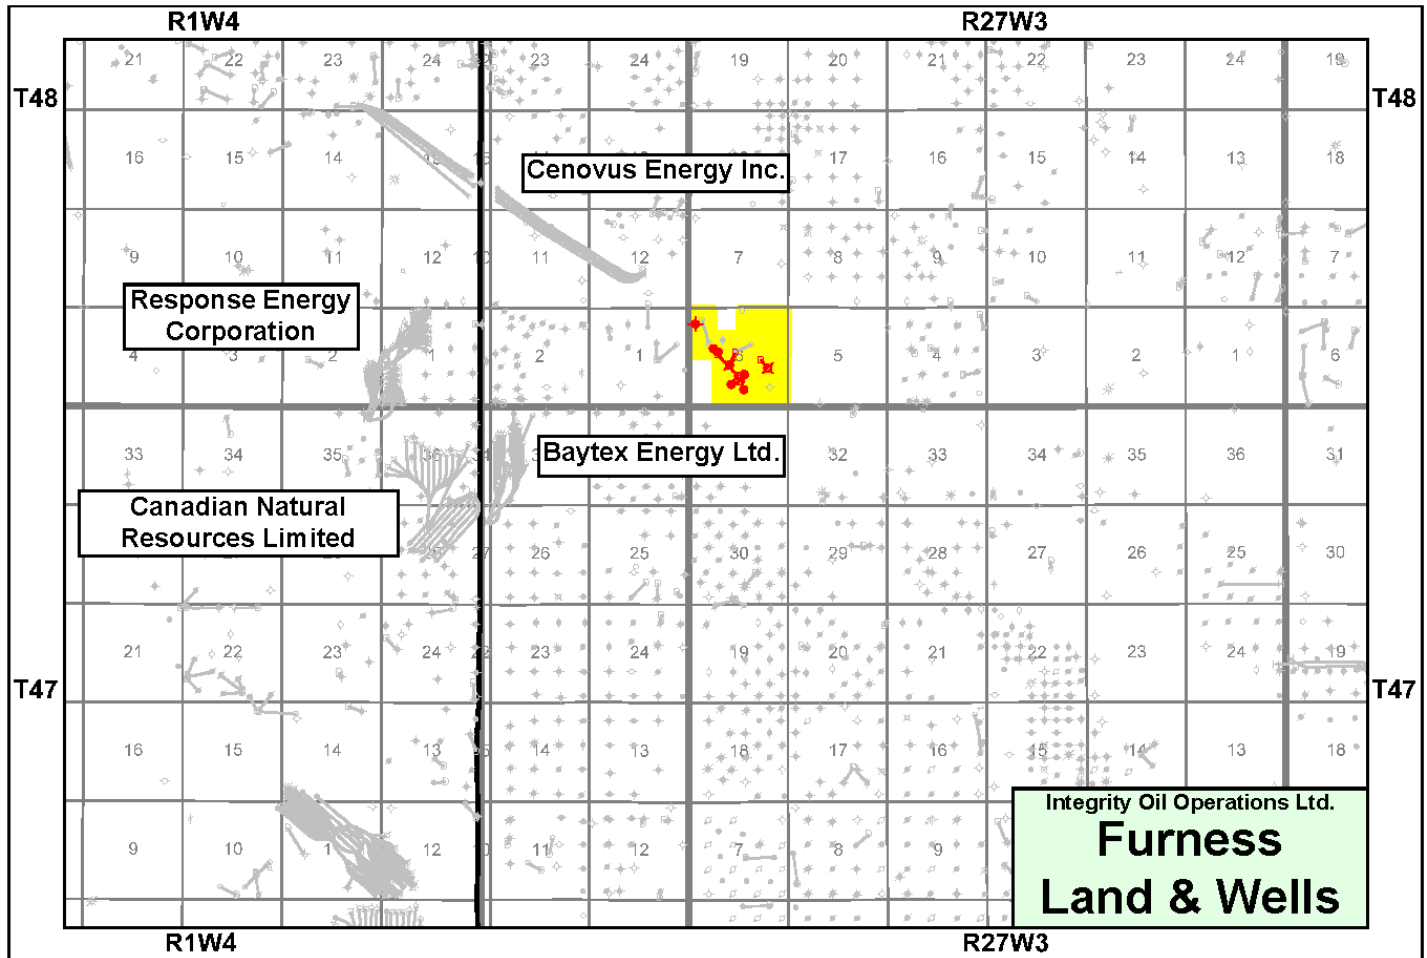 R1W4 R27W3
21 22 23 24 23 24 19 20 21 22 23 24 19
T48 T48
16 15 14 17 16 15 14 13 18
Cenovus Energy Inc.
9 10 11 12 11 12 7 8 9 10 11 12 7
Response Energy
Corporation
4 3 2 1 2 1 6 5 4 3 2 1 6
33 34 35 36 32 33 34 35 36 31
Baytex Energy Ltd.
Canadian Natural
Resources Limited
26 25 30 29 28 27 26 25 30
21 22 23 24 23 24 19 20 21 22 23 24 19
T47 T47
16 15 14 13 14 13 18 17 16 15 14 13 18
Integrity Oil Operations Ltd.
Furness
Land & Wells
9 10 12 11 12 7 8 9
R1W4 R27W3